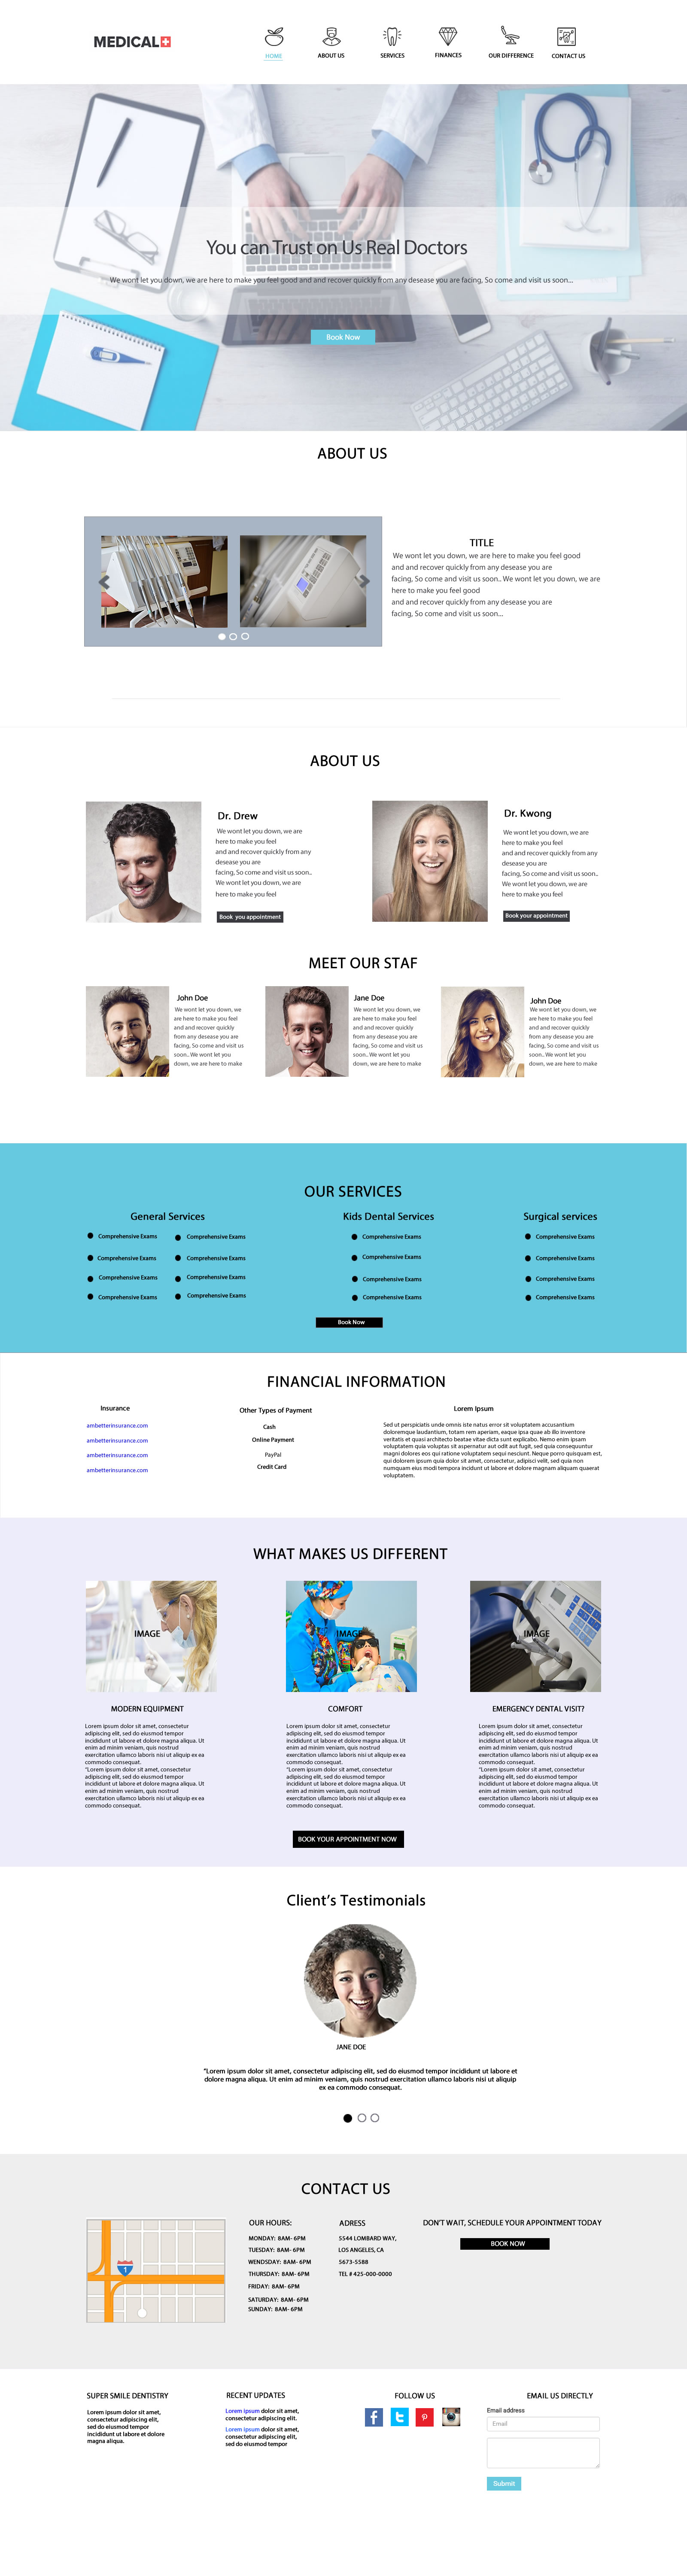 MEDICAL
HOME
ABOUT US
SERVICES
FINANCES
OUR DIFFERENCE
CONTACT US
You can Trust on Us Real Doctors
We wont let you down, we are here to make you feel good and and recover quickly from any desease you are facing, So come and visit us soon...
Book Now
ABOUT US
TITLE
We wont let you down, we are here to make you feel good
and and recover quickly from any desease you are
facing, So come and visit us soon.. We wont let you down, we are
here to make you feel good
and and recover quickly from any desease you are
facing, So come and visit us soon...
ABOUT US
Dr. Drew
We wont let you down, we are
here to make you feel
and and recover quickly from any
desease you are
facing, So come and visit us soon..
We wont let you down, we are
here to make you feel
Book you appointment
Dr. Kwong
We wont let you down, we are
here to make you feel
and and recover quickly from any
desease you are
facing, So come and visit us soon..
We wont let you down, we are
here to make you feel
Book your appointment
MEET OUR STAF
John Doe
We wont let you down, we
are here to make you feel
and and recover quickly
from any desease you are
facing, So come and visit us
soon.. We wont let you
down, we are here to make
Jane Doe
We wont let you down, we
are here to make you feel
and and recover quickly
from any desease you are
facing, So come and visit us
soon.. We wont let you
down, we are here to make
John Doe
We wont let you down, we
are here to make you feel
and and recover quickly
from any desease you are
facing, So come and visit us
soon.. We wont let you
down, we are here to make
OUR SERVICES
General Services
Comprehensive Exams
Comprehensive Exams
Comprehensive Exams
Comprehensive Exams
Comprehensive Exams
Comprehensive Exams
Comprehensive Exams
Comprehensive Exams
Kids Dental Services
Comprehensive Exams
Comprehensive Exams
Comprehensive Exams
Comprehensive Exams
Surgical services
Comprehensive Exams
Comprehensive Exams
Comprehensive Exams
Comprehensive Exams
Book Now
FINANCIAL INFORMATION
Insurance
ambetterinsurance.com
ambetterinsurance.com
ambetterinsurance.com
ambetterinsurance.com
Other Types of Payment
Cash
Online Payment
PayPal
Credit Card
Lorem Ipsum
Sed ut perspiciatis unde omnis iste natus error sit voluptatem accusantium
doloremque laudantium, totam rem aperiam, eaque ipsa quae ab illo inventore
veritatis et quasi architecto beatae vitae dicta sunt explicabo. Nemo enim ipsam
voluptatem quia voluptas sit aspernatur aut odit aut fugit, sed quia consequuntur
magni dolores eos qui ratione voluptatem sequi nesciunt. Neque porro quisquam est,
qui dolorem ipsum quia dolor sit amet, consectetur, adipisci velit, sed quia non
numquam eius modi tempora incidunt ut labore et dolore magnam aliquam quaerat
voluptatem.
WHAT MAKES US DIFFERENT
IMAGE
IMAGE
IMAGE
MODERN EQUIPMENT
Lorem ipsum dolor sit amet, consectetur
adipiscing elit, sed do eiusmod tempor
incididunt ut labore et dolore magna aliqua. Ut
enim ad minim veniam, quis nostrud
exercitation ullamco laboris nisi ut aliquip ex ea
commodo consequat.
"Lorem ipsum dolor sit amet, consectetur
adipiscing elit, sed do eiusmod tempor
incididunt ut labore et dolore magna aliqua. Ut
enim ad minim veniam, quis nostrud
exercitation ullamco laboris nisi ut aliquip ex ea
commodo consequat.
COMFORT
Lorem ipsum dolor sit amet, consectetur
adipiscing elit, sed do eiusmod tempor
incididunt ut labore et dolore magna aliqua. Ut
enim ad minim veniam, quis nostrud
exercitation ullamco laboris nisi ut aliquip ex ea
commodo consequat.
"Lorem ipsum dolor sit amet, consectetur
adipiscing elit, sed do eiusmod tempor
incididunt ut labore et dolore magna aliqua. Ut
enim ad minim veniam, quis nostrud
exercitation ullamco laboris nisi ut aliquip ex ea
commodo consequat.
EMERGENCY DENTAL VISIT?
Lorem ipsum dolor sit amet, consectetur
adipiscing elit, sed do eiusmod tempor
incididunt ut labore et dolore magna aliqua. Ut
enim ad minim veniam, quis nostrud
exercitation ullamco laboris nisi ut aliquip ex ea
commodo consequat.
"Lorem ipsum dolor sit amet, consectetur
adipiscing elit, sed do eiusmod tempor
incididunt ut labore et dolore magna aliqua. Ut
enim ad minim veniam, quis nostrud
exercitation ullamco laboris nisi ut aliquip ex ea
commodo consequat.
BOOK YOUR APPOINTMENT NOW
Client's Testimonials
JANE DOE
"Lorem ipsum dolor sit amet, consectetur adipiscing elit, sed do eiusmod tempor incididunt ut labore et
dolore magna aliqua. Ut enim ad minim veniam, quis nostrud exercitation ullamco laboris nisi ut aliquip
ex ea commodo consequat.
CONTACT US
1
OUR HOURS:
MONDAY: 8AM- 6PM
TUESDAY: 8AM- 6PM
WENDSDAY: 8AM- 6PM
THURSDAY: 8AM- 6PM
FRIDAY: 8AM- 6PM
SATURDAY: 8AM- 6PM
SUNDAY: 8AM- 6PM
ADRESS
5544 LOMBARD WAY,
LOS ANGELES, CA
5673-5588
TEL # 425-000-0000
DON'T WAIT, SCHEDULE YOUR APPOINTMENT TODAY
BOOK NOW
SUPER SMILE DENTISTRY
Lorem ipsum dolor sit amet,
consectetur adipiscing elit,
sed do eiusmod tempor
incididunt ut labore et dolore
magna aliqua.
RECENT UPDATES
Lorem ipsum dolor sit amet,
consectetur adipiscing elit.
Lorem ipsum dolor sit amet,
consectetur adipiscing elit,
sed do eiusmod tempor
FOLLOW US
EMAIL US DIRECTLY
Email address
Email
Submit